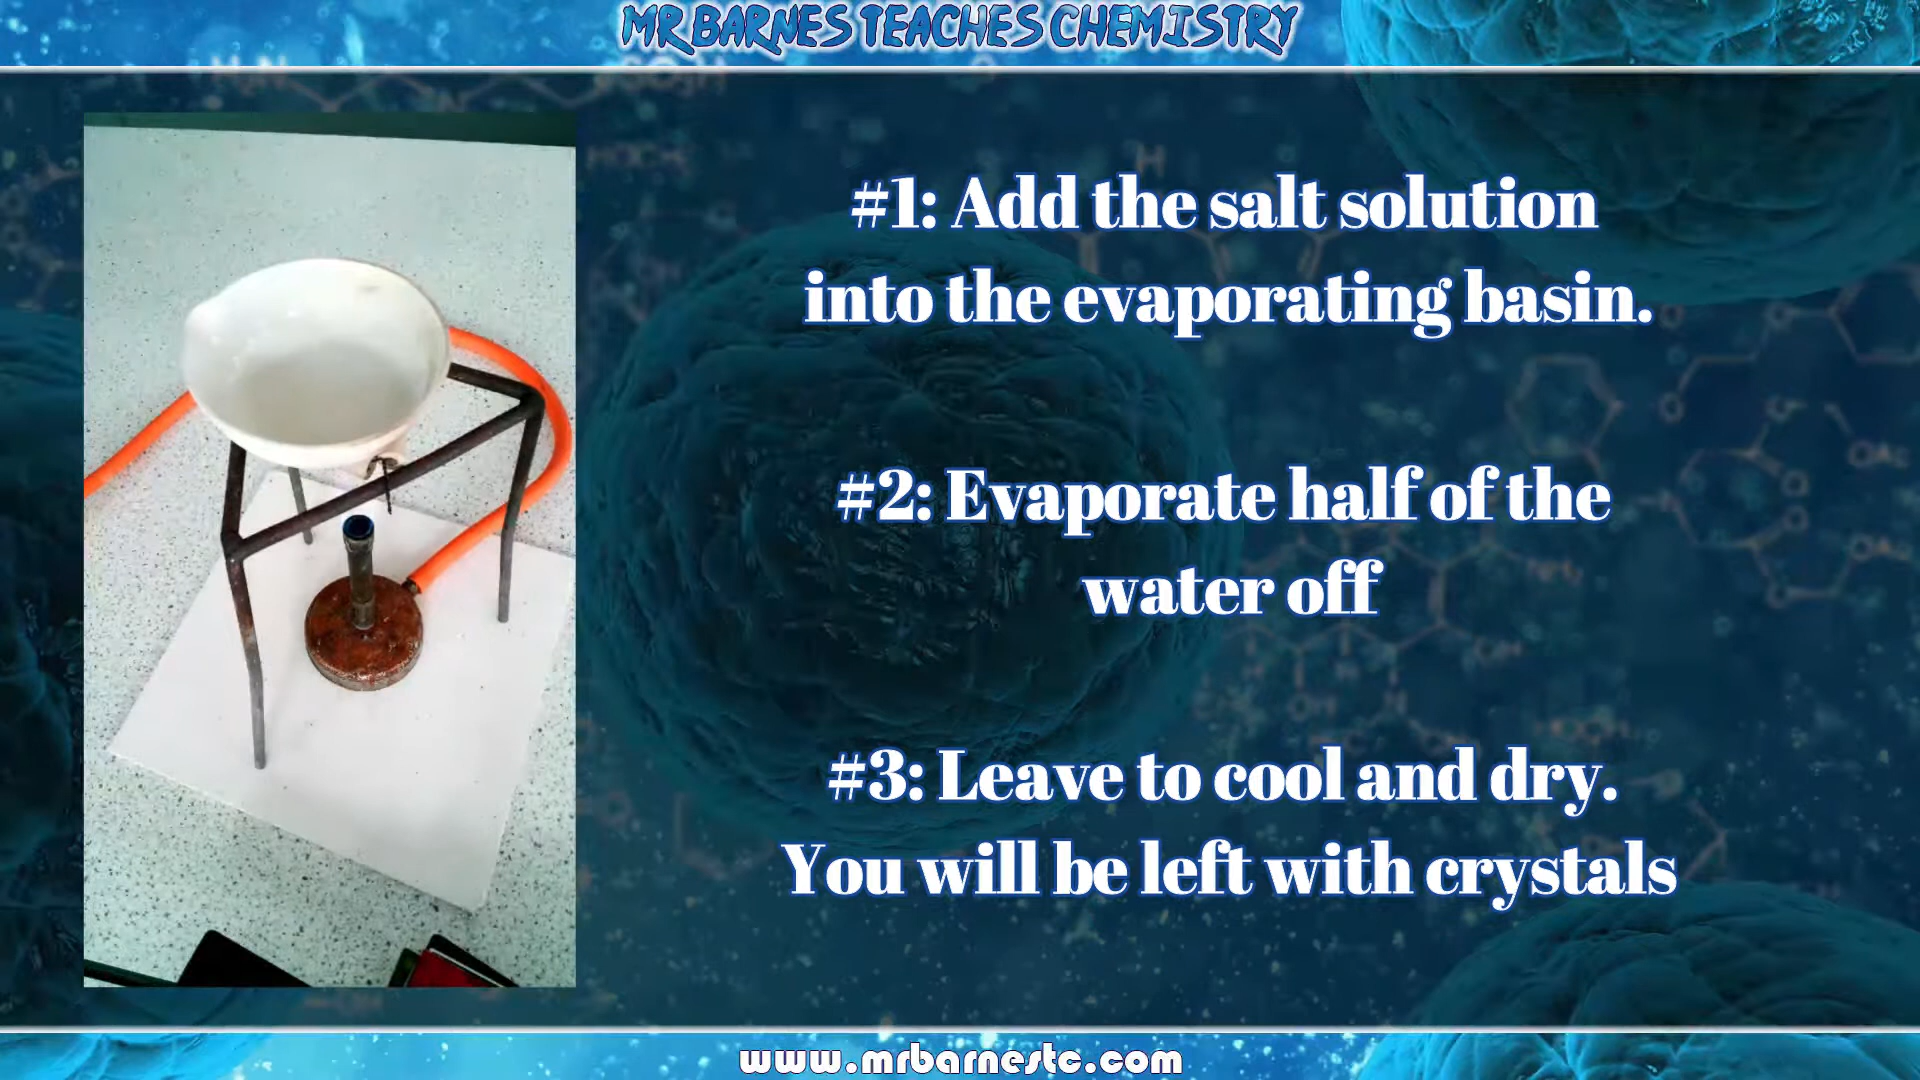 MR BARNES TEACHES CHEMISTRY
#1: Add the salt solution
into the evaporating basin.
#2: Evaporate half of the
water off
#3: Leave to cool and dry.
You will be left with crystals
www.mrbarnestc.com